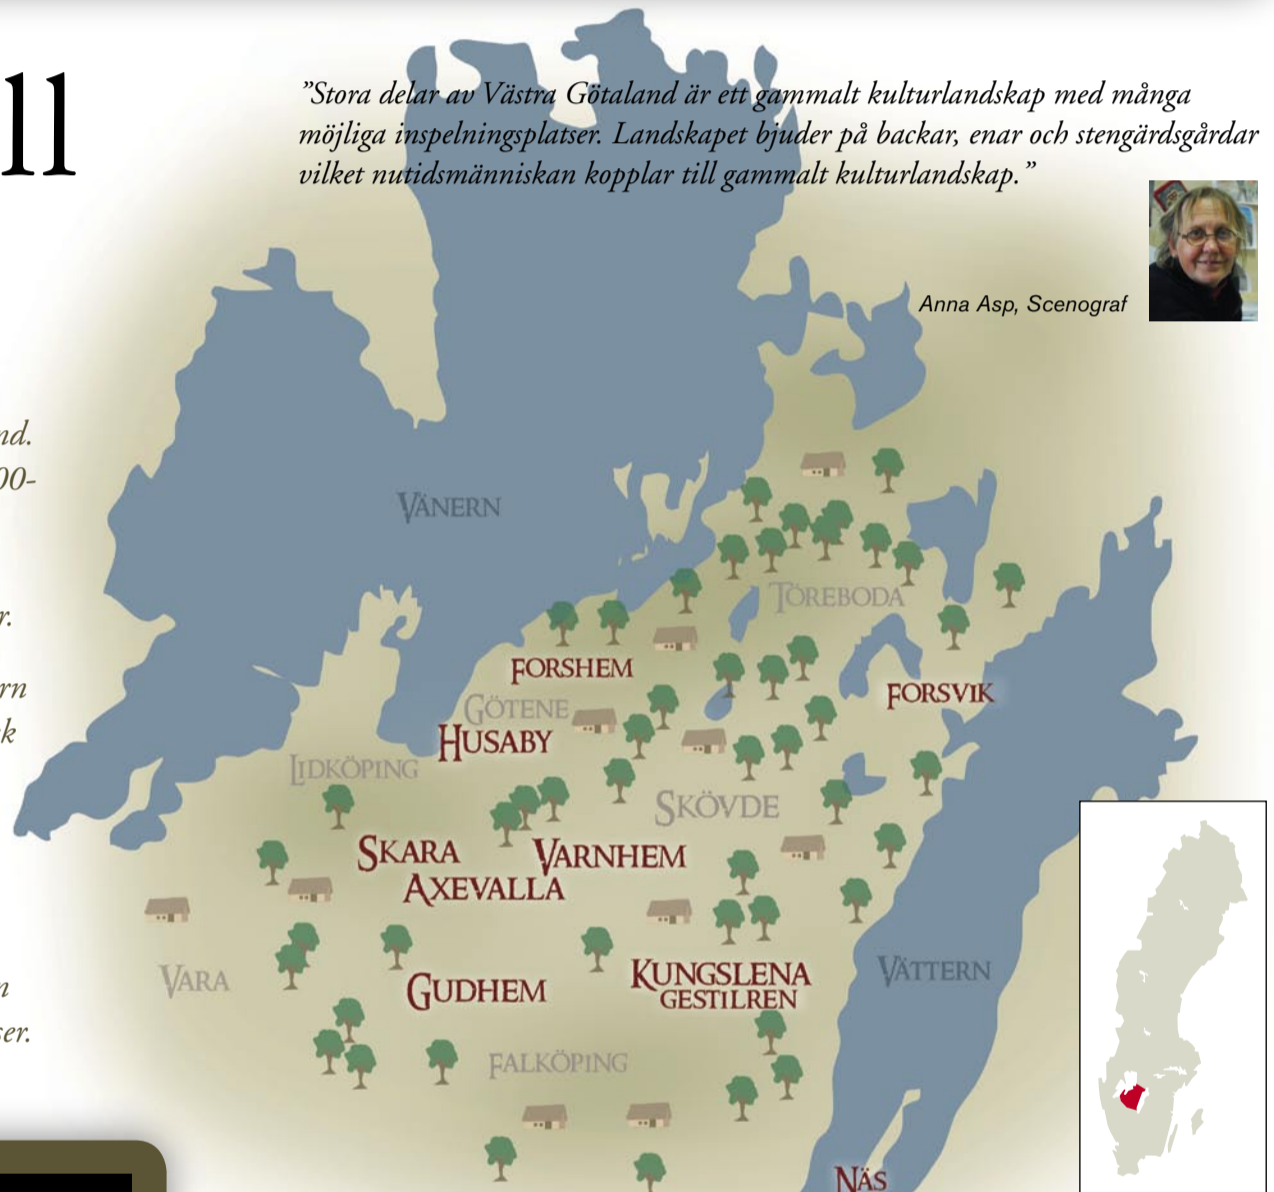 ll
"Stora delar av Västra Götaland är ett gammalt kulturlandskap med många
möjliga inspelningsplatser. Landskapet bjuder på backar, enar och stengärdsgårdar
vilket nutidsmänniskan kopplar till gammalt kulturlandskap."
Anna Asp, Scenograf
nd.
00-
r.
rn
k
n
ser.
VÄNERN
TÖREBODA
FORSHEM
FORSVIK
GÖTENE
HUSABY
LIDKÖPING
SKÖVDE
SKARA
VARNHEM
AXEVALLA
VARA
GUDHEM
KUNGSLENA
GESTILREN
VÄTTERN
FALKÖPING
NÄS